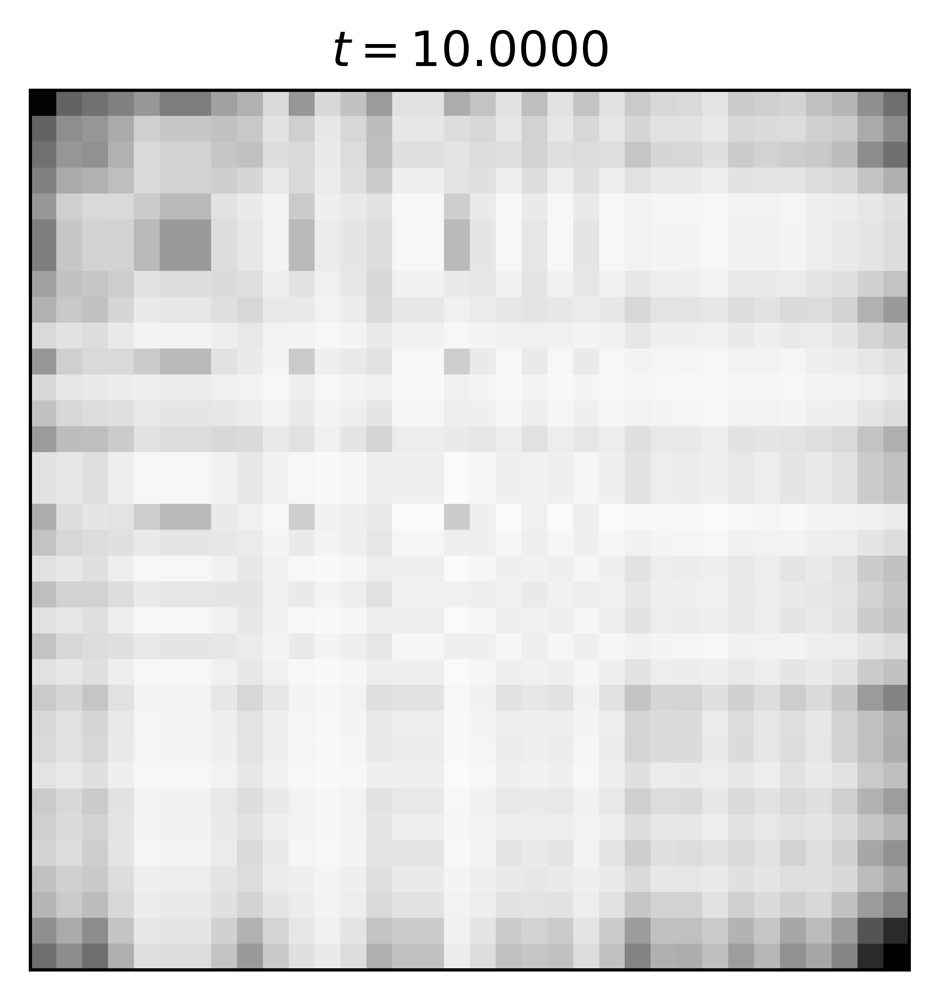 t = 10.0000